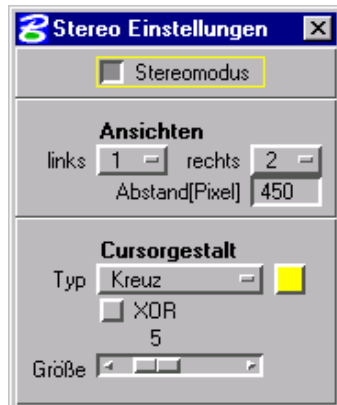 Stereo Einstellungen
Stereomodus
Ansichten
links 1 rechts 2
Abstand[Pixel] 450
Cursorgestalt
Typ Kreuz
XOR
5
Größe